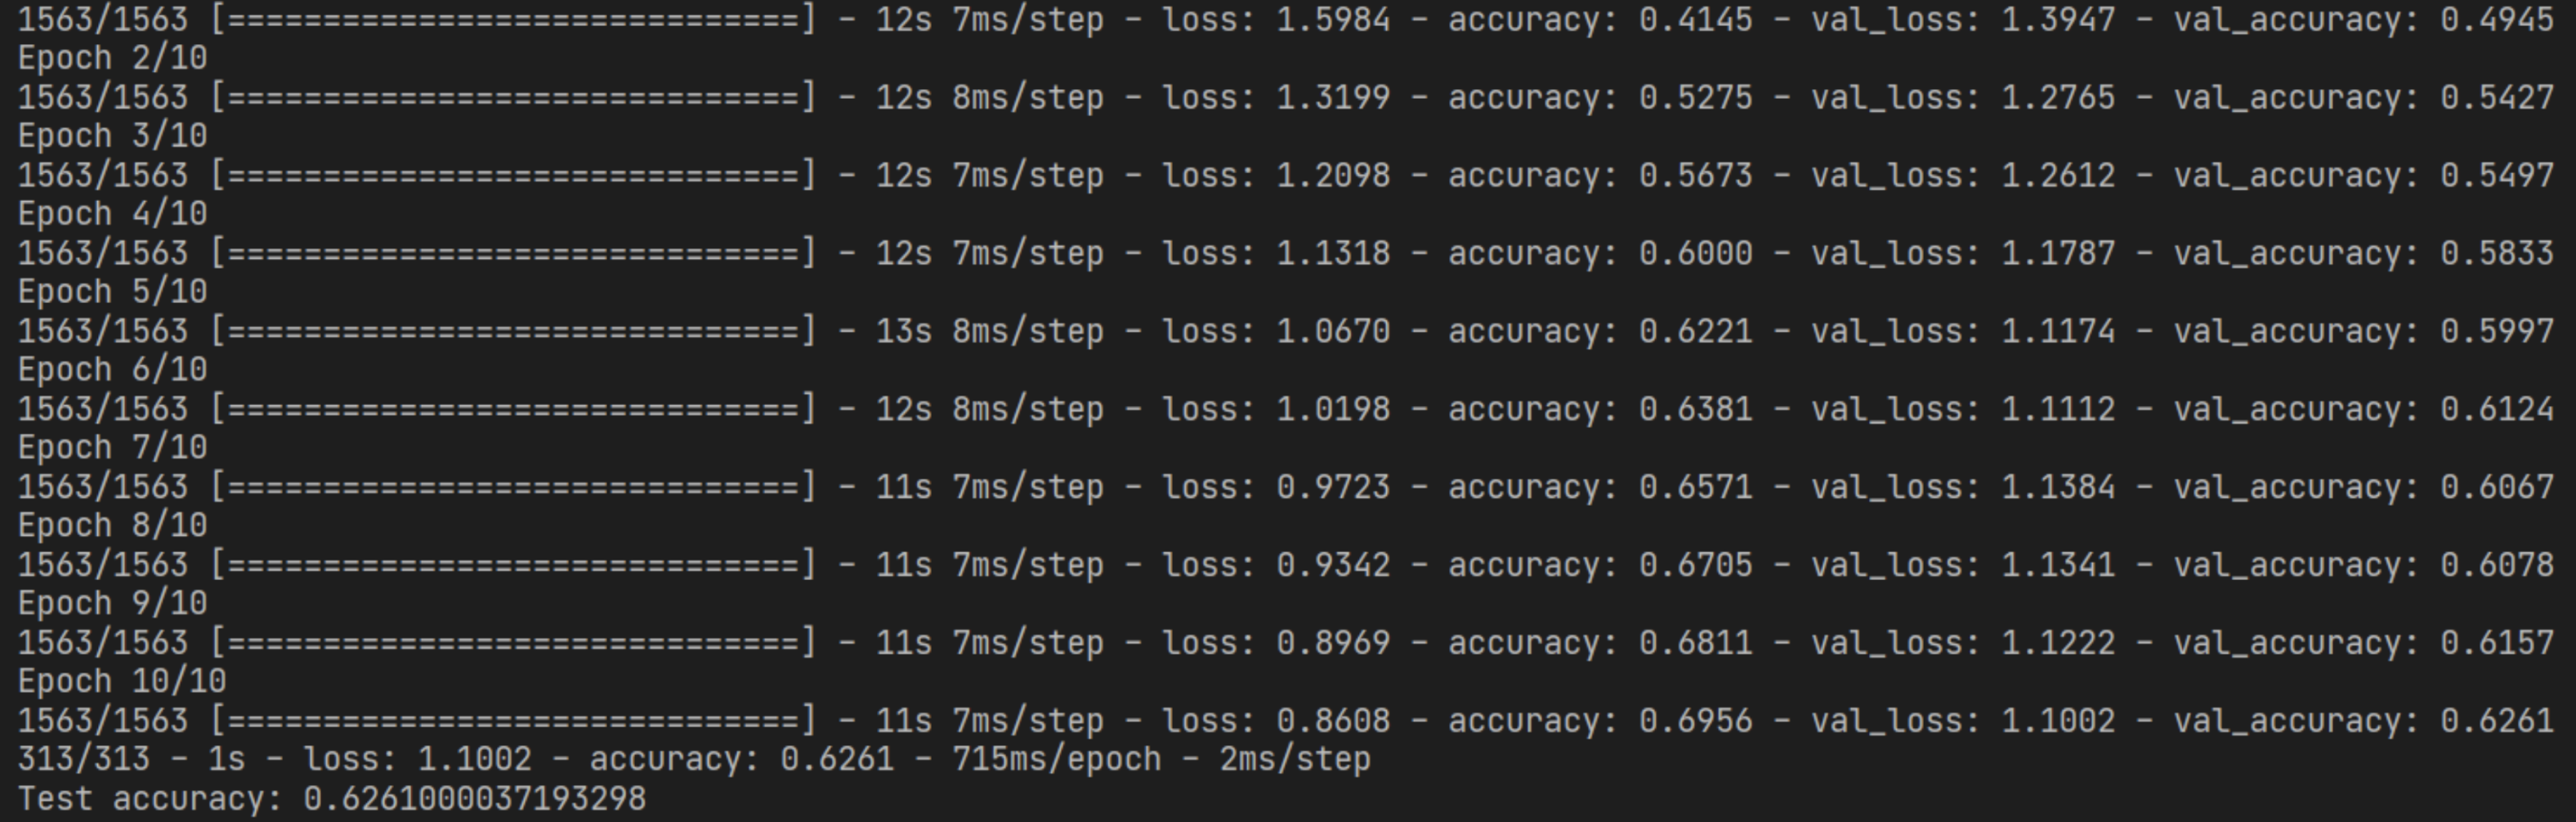 1563/1563 [==============================] - 12s 7ms/step - loss: 1.5984 - accuracy: 0.4145 - val_loss: 1.3947 - val_accuracy: 0.4945
Epoch 2/10
1563/1563 [==============================] - 12s 8ms/step - loss: 1.3199 - accuracy: 0.5275 - val_loss: 1.2765 - val_accuracy: 0.5427
Epoch 3/10
1563/1563 [==============================] - 12s 7ms/step - loss: 1.2098 - accuracy: 0.5673 - val_loss: 1.2612 - val_accuracy: 0.5497
Epoch 4/10
1563/1563 [==============================] - 12s 7ms/step - loss: 1.1318 - accuracy: 0.6000 - val_loss: 1.1787 - val_accuracy: 0.5833
Epoch 5/10
1563/1563 [==============================] - 13s 8ms/step - loss: 1.0670 - accuracy: 0.6221 - val_loss: 1.1174 - val_accuracy: 0.5997
Epoch 6/10
1563/1563 [==============================] - 12s 8ms/step - loss: 1.0198 - accuracy: 0.6381 - val_loss: 1.1112 - val_accuracy: 0.6124
Epoch 7/10
1563/1563 [==============================] - 11s 7ms/step - loss: 0.9723 - accuracy: 0.6571 - val_loss: 1.1384 - val_accuracy: 0.6067
Epoch 8/10
1563/1563 [==============================] - 11s 7ms/step - loss: 0.9342 - accuracy: 0.6705 - val_loss: 1.1341 - val_accuracy: 0.6078
Epoch 9/10
1563/1563 [==============================] - 11s 7ms/step - loss: 0.8969 - accuracy: 0.6811 - val_loss: 1.1222 - val_accuracy: 0.6157
Epoch 10/10
1563/1563 [==============================] - 11s 7ms/step - loss: 0.8608 - accuracy: 0.6956 - val_loss: 1.1002 - val_accuracy: 0.6261
313/313 - 1s - loss: 1.1002 - accuracy: 0.6261 - 715ms/epoch - 2ms/step
Test accuracy: 0.6261000037193298